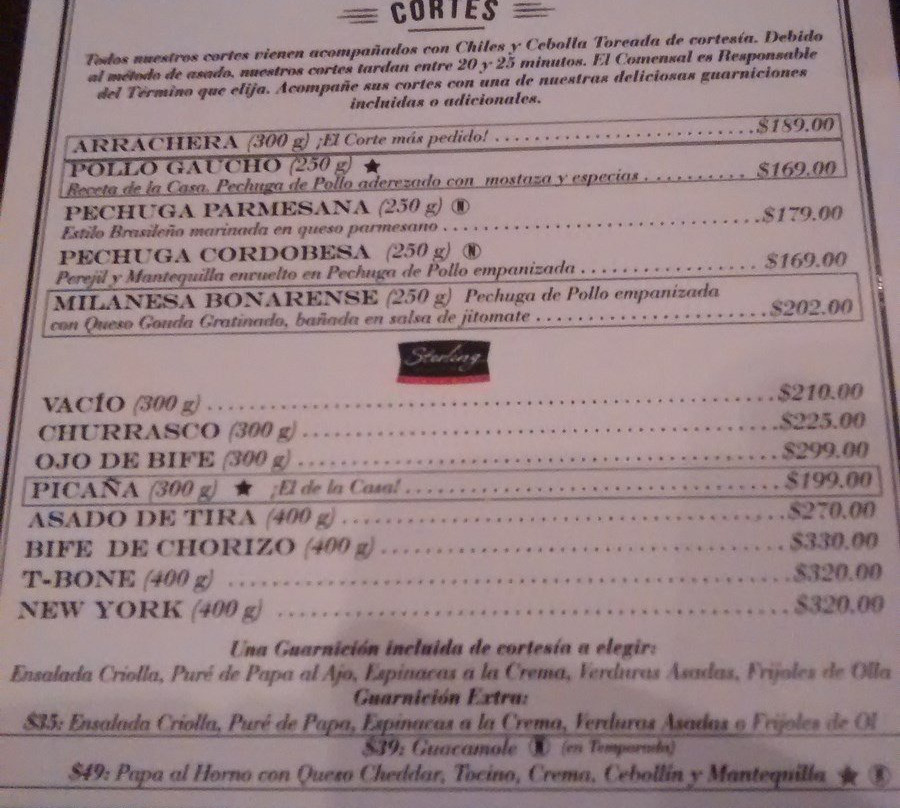 CORTES
Todos nuestros cortes vienen acompañados con Chiles y Cebolla Toreada de cortesía. Debido
al método de asado, nuestros cortes tardan entre 20 y 25 minutos. El Comensal es Responsable
del Término que elija. Acompañe sus cortes con una de nuestras deliciosas guarniciones
incluidas o adicionales.
ARRACHERA (300 g) ¡El Corte más pedido! ........................ $189.00
POLLO GAUCHO (250 g) ★
Receta de la Casa. Pechuga de Pollo aderezado con mostaza y especias .......... $169.00
PECHUGA PARMESANA (250 g) Ⓝ
Estilo Brasileño marinada en queso parmesano ........................ $179.00
PECHUGA CORDOBESA (250 g) Ⓝ
Perejil y Mantequilla envuelto en Pechuga de Pollo empanizada ................ $169.00
MILANESA BONARENSE (250 g) Pechuga de Pollo empanizada
con Queso Gouda Gratinado, bañada en salsa de jitomate .................... $202.00
Sterling
VACÍO (300 g) ........................ $210.00
CHURRASCO (300 g) ........................ $225.00
OJO DE BIFE (300 g) ........................ $299.00
PICAÑA (300 g) ★ ¡El de la Casa! ........................ $199.00
ASADO DE TIRA (400 g) ........................ $270.00
BIFE DE CHORIZO (400 g) ........................ $330.00
T-BONE (400 g) ........................ $320.00
NEW YORK (400 g) ........................ $320.00
Una Guarnición incluida de cortesía a elegir:
Ensalada Criolla, Puré de Papa al Ajo, Espinacas a la Crema, Verduras Asadas, Frijoles de Olla
Guarnición Extra:
$35: Ensalada Criolla, Puré de Papa, Espinacas a la Crema, Verduras Asadas o Frijoles de Ol
$39: Guacamole Ⓝ (en Temporada)
$49: Papa al Horno con Queso Cheddar, Tocino, Crema, Cebollín y Mantequilla ★ Ⓝ